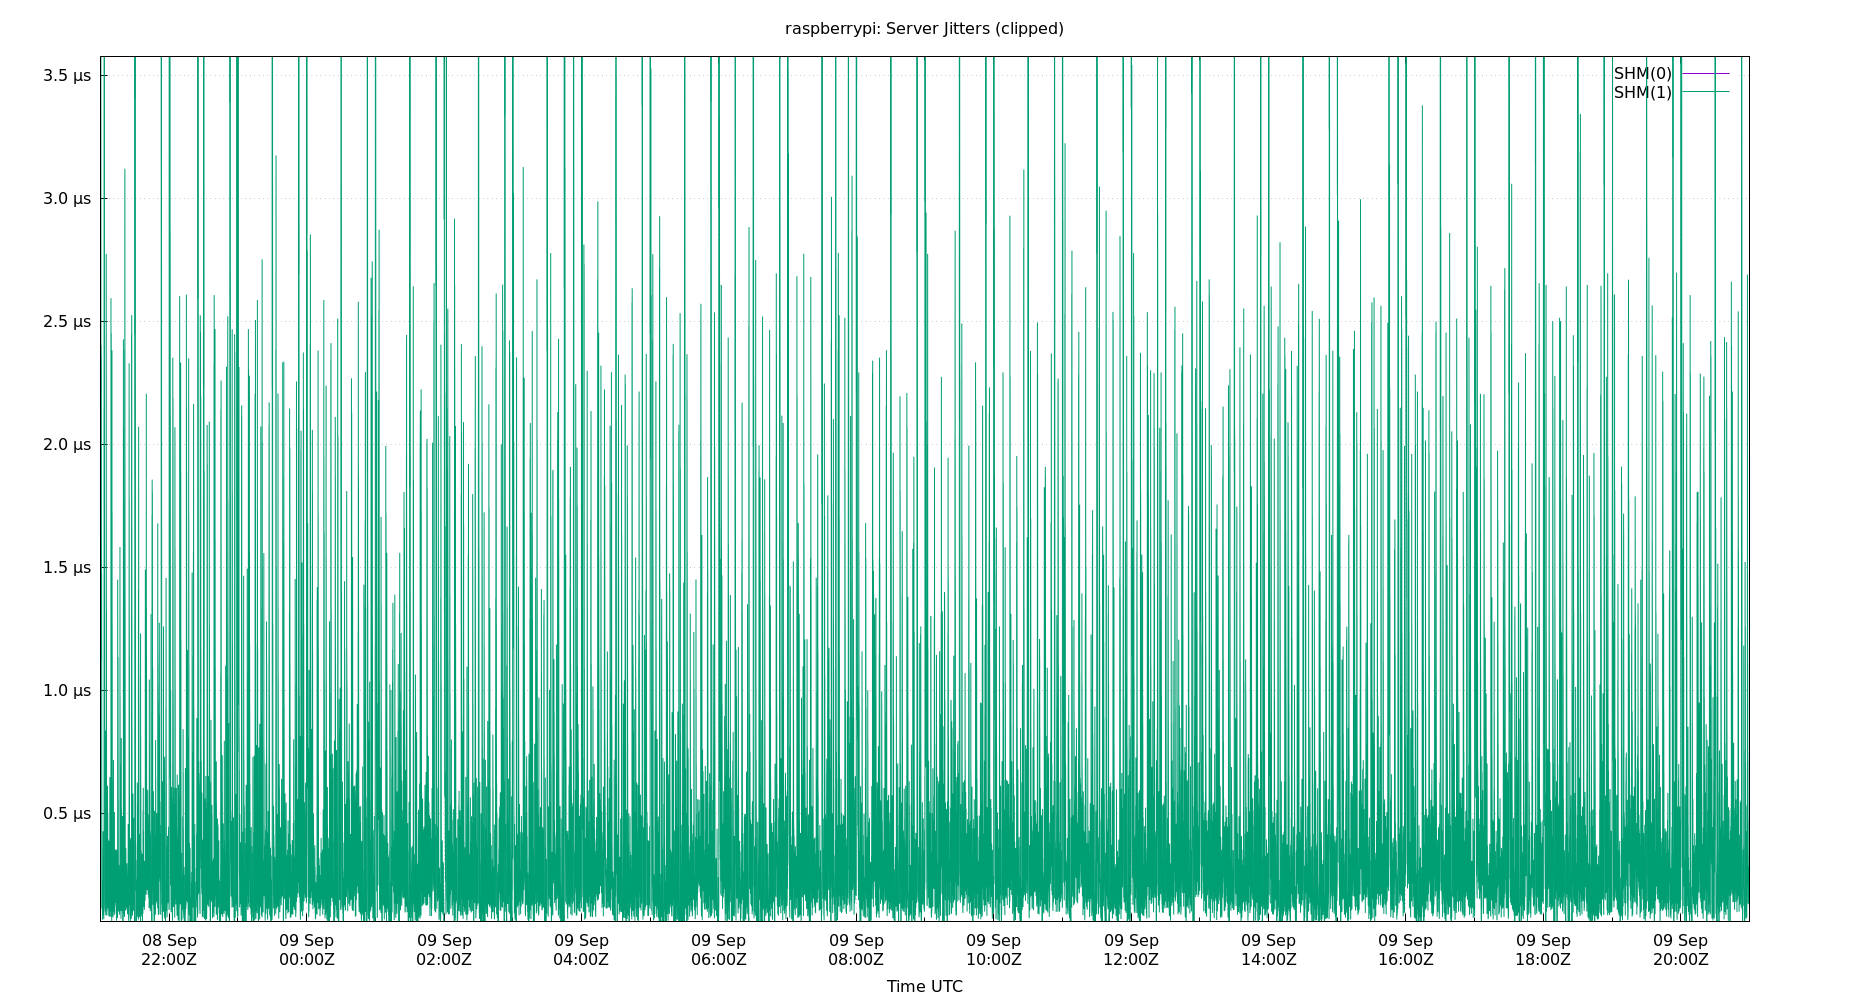 raspberrypi: Server Jitters (clipped)
SHM(0)
SHM(1)
3.5 µs
3.0 µs
2.5 µs
2.0 µs
1.5 µs
1.0 µs
0.5 µs
08 Sep 09 Sep 09 Sep 09 Sep 09 Sep 09 Sep 09 Sep 09 Sep 09 Sep 09 Sep 09 Sep 09 Sep
22:00Z 00:00Z 02:00Z 04:00Z 06:00Z 08:00Z 10:00Z 12:00Z 14:00Z 16:00Z 18:00Z 20:00Z
Time UTC